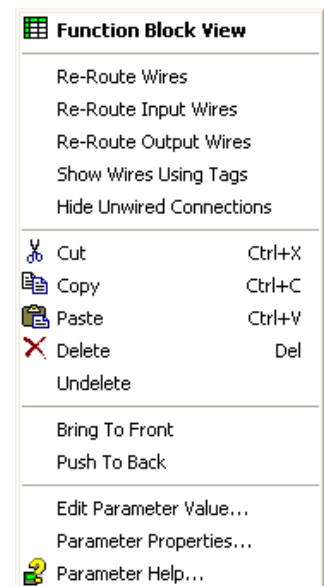 Function Block View
Re-Route Wires
Re-Route Input Wires
Re-Route Output Wires
Show Wires Using Tags
Hide Unwired Connections
Cut Ctrl+X
Copy Ctrl+C
Paste Ctrl+V
Delete Del
Undelete
Bring To Front
Push To Back
Edit Parameter Value...
Parameter Properties...
Parameter Help...